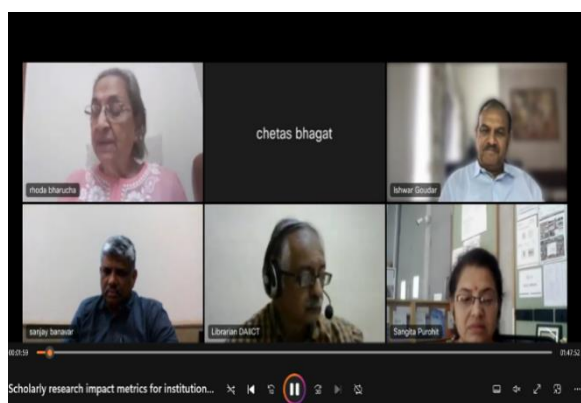 chetas bhagat
rhoda bharucha
Ishwar Goudar
sanjay banavar
Librarian DAIICT
Sangita Purohit
00:01:59
01:47:52
Scholarly research impact metrics for institution...